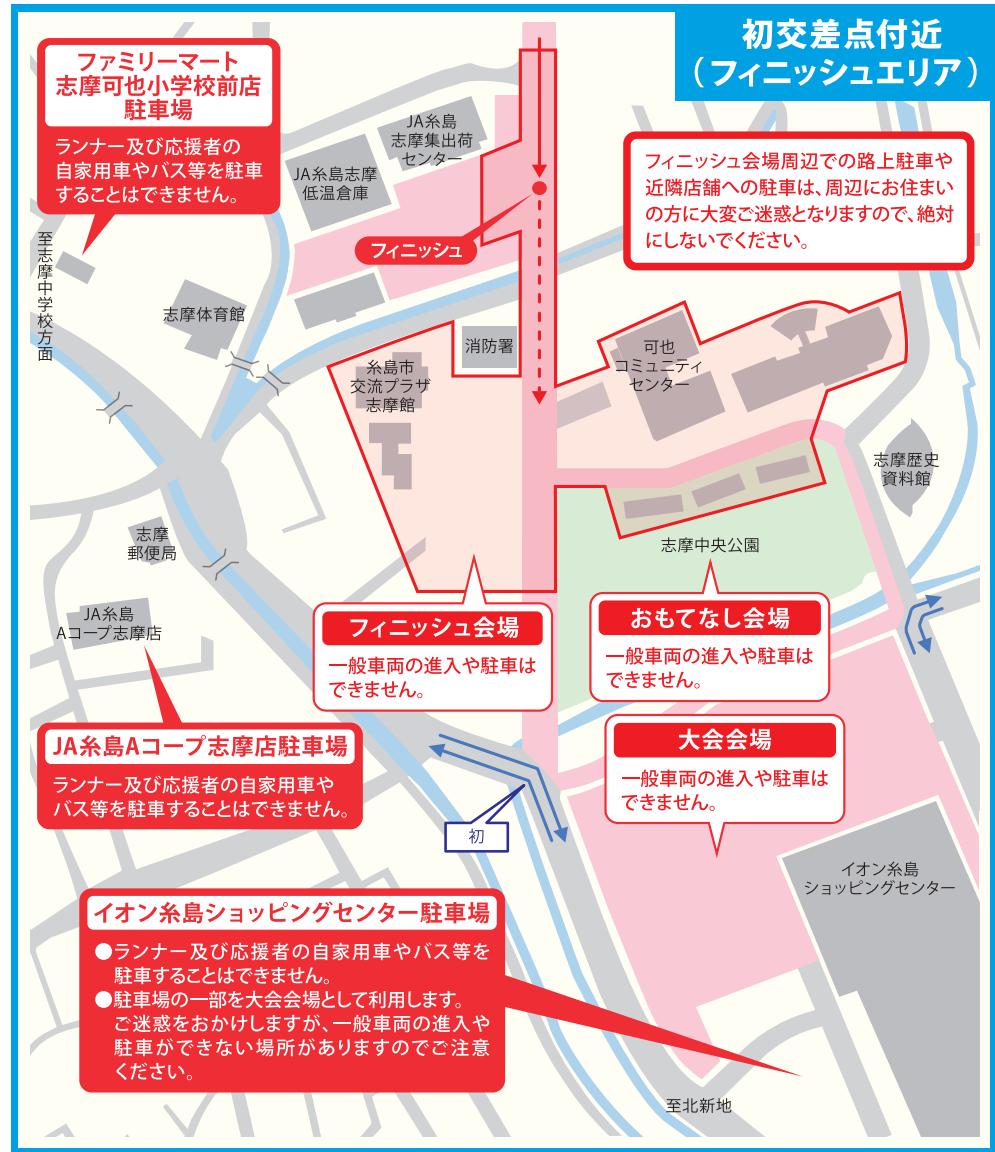 初交差点付近
（フィニッシュエリア）
ファミリーマート
志摩可也小学校前店
駐車場
ランナー及び応援者の
自家用車やバス等を駐車
することはできません。
JA糸島
志摩集出荷
センター
JA糸島志摩
低温倉庫
フィニッシュ会場周辺での路上駐車や
近隣店舗への駐車は、周辺にお住まい
の方に大変ご迷惑となりますので、絶対
にしないでください。
フィニッシュ
至志摩中学校方面
志摩体育館
消防署
糸島市
交流プラザ
志摩館
可也
コミュニティ
センター
志摩歴史
資料館
志摩
郵便局
志摩中央公園
JA糸島
Aコープ志摩店
フィニッシュ会場
一般車両の進入や駐車は
できません。
おもてなし会場
一般車両の進入や駐車は
できません。
大会会場
一般車両の進入や駐車は
できません。
JA糸島Aコープ志摩店駐車場
ランナー及び応援者の自家用車や
バス等を駐車することはできません。
初
イオン糸島
ショッピングセンター
イオン糸島ショッピングセンター駐車場
●ランナー及び応援者の自家用車やバス等を
駐車することはできません。
●駐車場の一部を大会会場として利用します。
ご迷惑をおかけしますが、一般車両の進入や
駐車ができない場所がありますのでご注意
ください。
至北新地